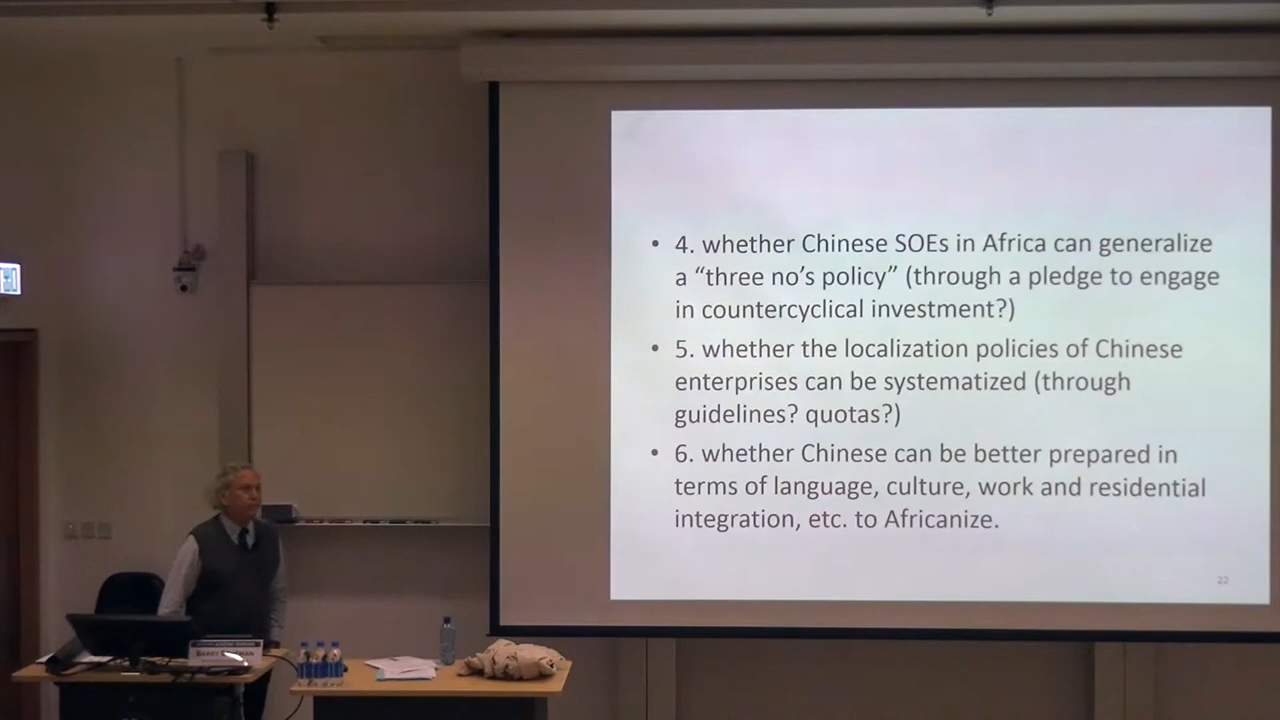 • 4. whether Chinese SOEs in Africa can generalize
a “three no’s policy” (through a pledge to engage
in countercyclical investment?)
• 5. whether the localization policies of Chinese
enterprises can be systematized (through
guidelines? quotas?)
• 6. whether Chinese can be better prepared in
terms of language, culture, work and residential
integration, etc. to Africanize.
22
BARRY